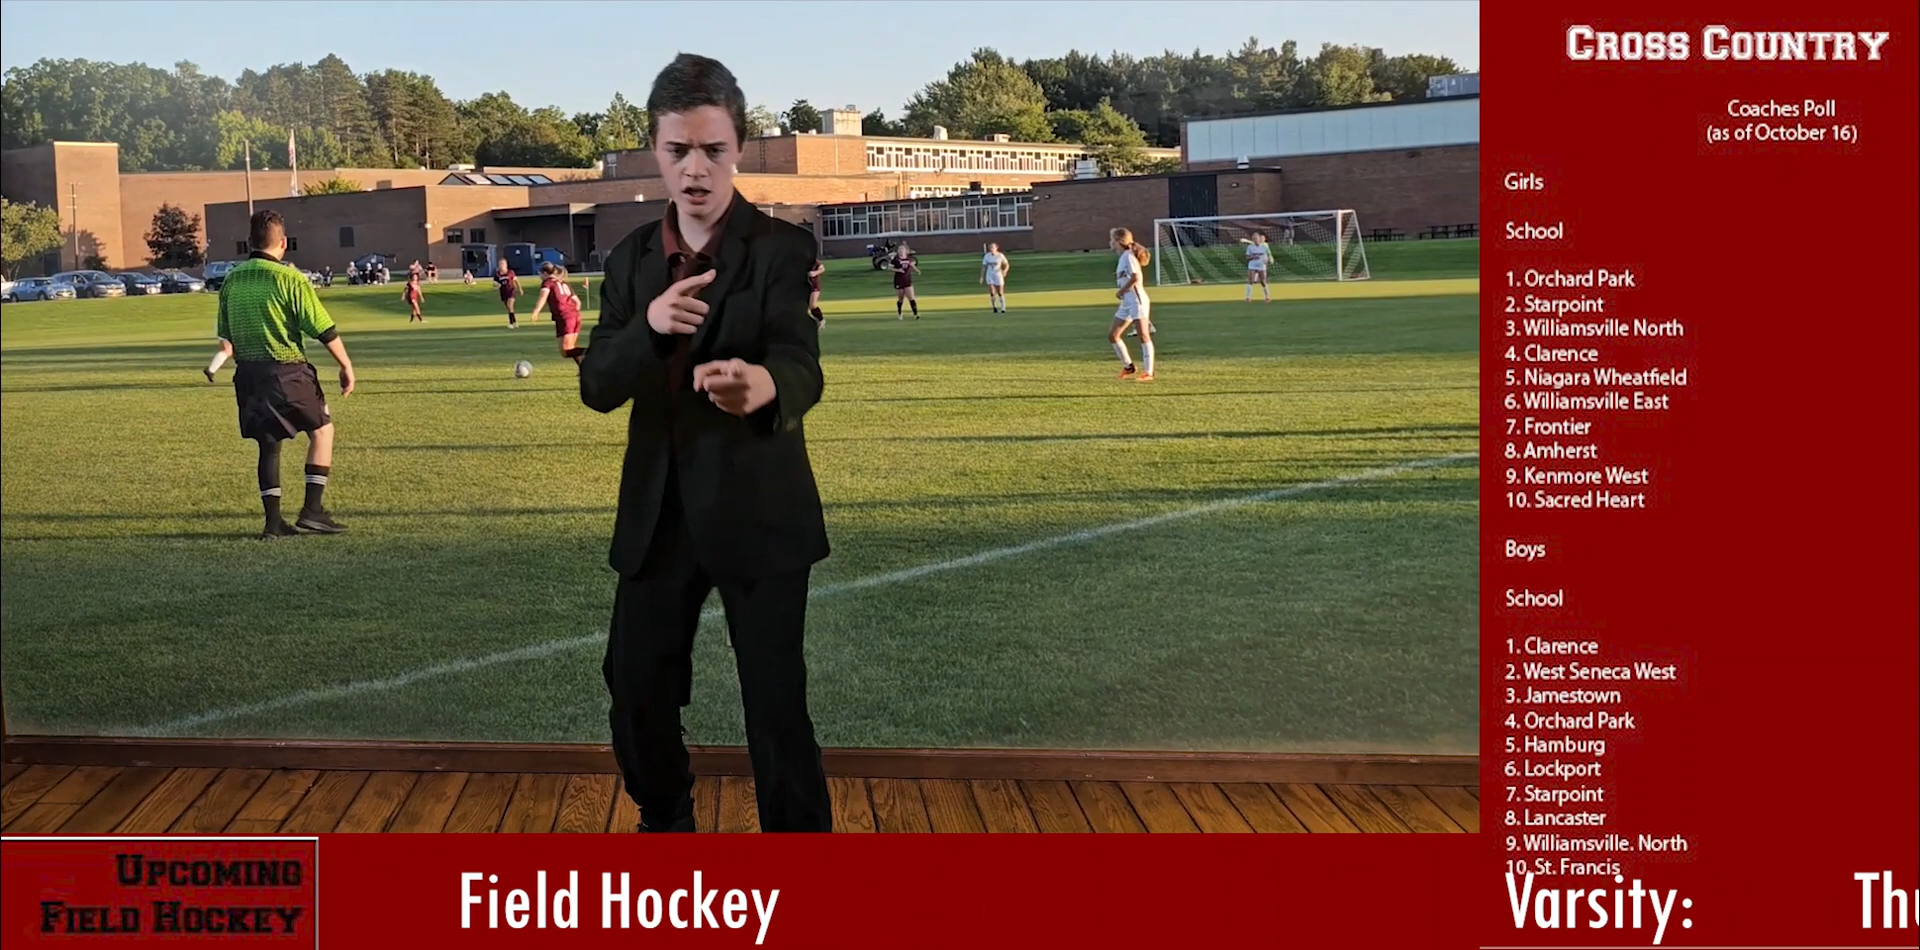 Cross Country
Coaches Poll
(as of October 16)
Girls
School
1. Orchard Park
2. Starpoint
3. Williamsville North
4. Clarence
5. Niagara Wheatfield
6. Williamsville East
7. Frontier
8. Amherst
9. Kenmore West
10. Sacred Heart
Boys
School
1. Clarence
2. West Seneca West
3. Jamestown
4. Orchard Park
5. Hamburg
6. Lockport
7. Starpoint
8. Lancaster
9. Williamsville. North
10. St. Francis
Upcoming
Field Hockey
Field Hockey Varsity: Thu